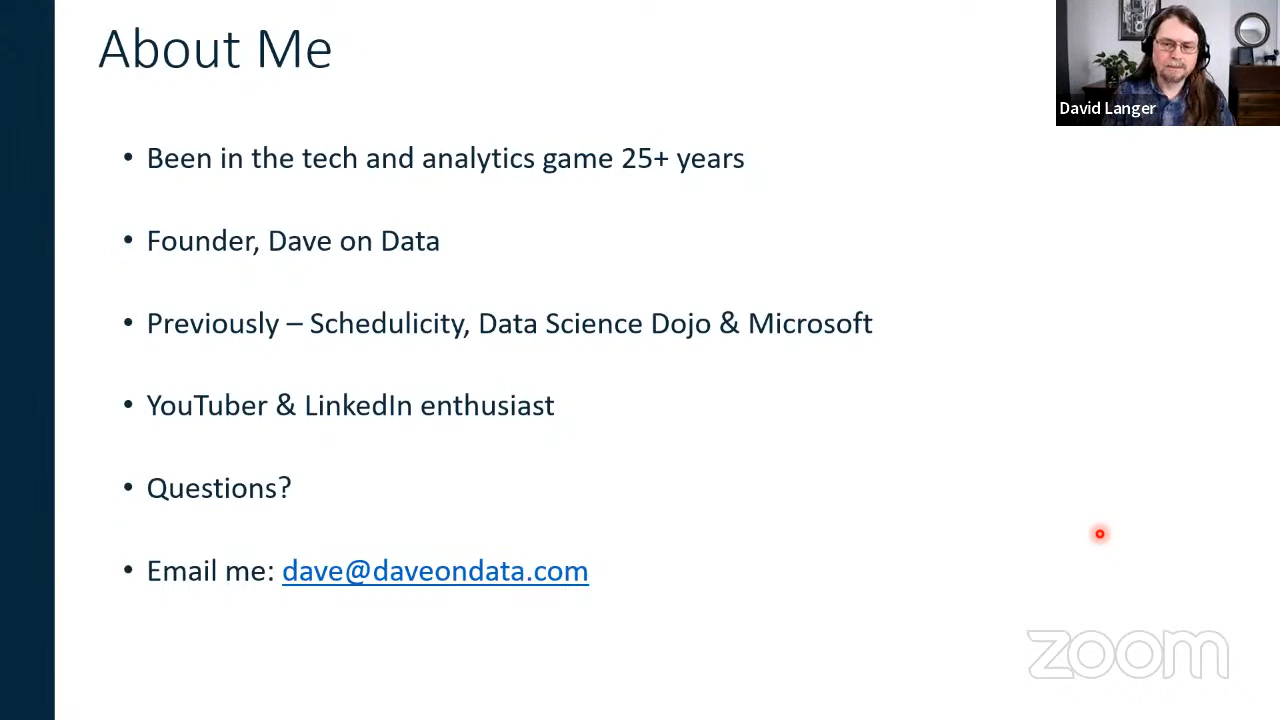 About Me
David Langer
• Been in the tech and analytics game 25+ years
• Founder, Dave on Data
• Previously – Schedulicity, Data Science Dojo & Microsoft
• YouTuber & LinkedIn enthusiast
• Questions?
• Email me: dave@daveondata.com
zoom